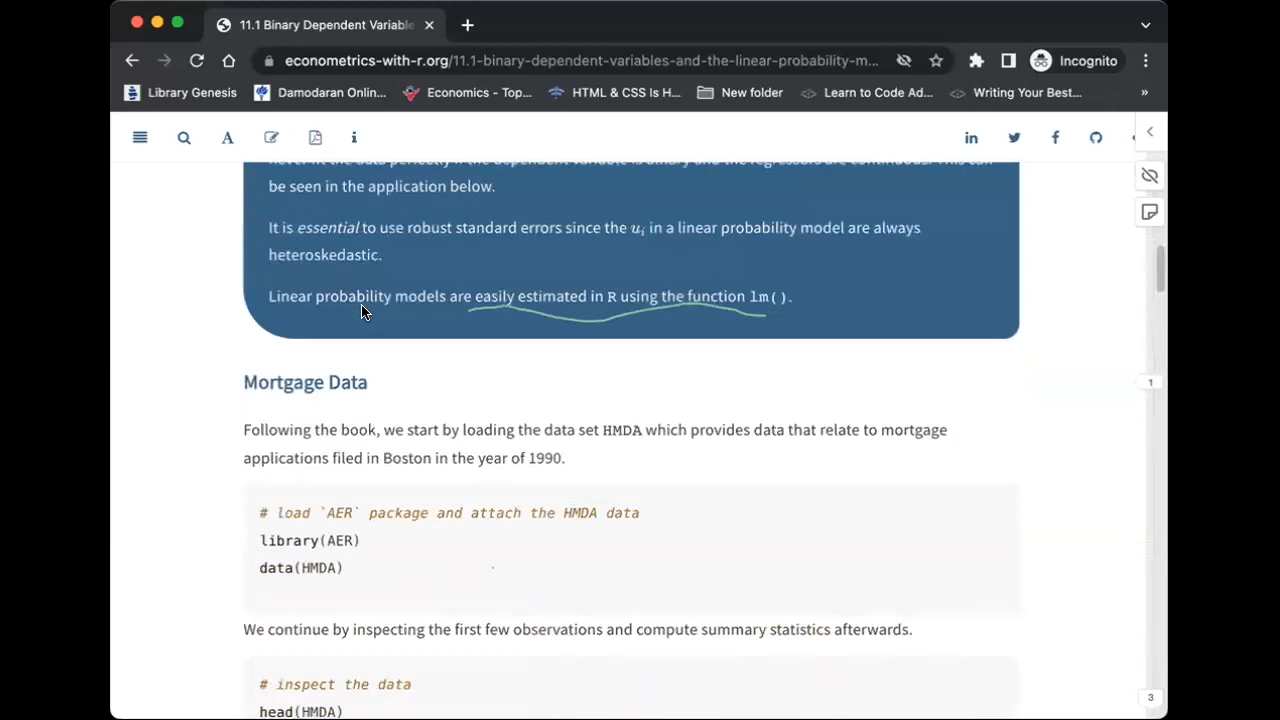 11.1 Binary Dependent Variable
econometrics-with-r.org/11.1-binary-dependent-variables-and-the-linear-probability-m...
Incognito
Library Genesis
Damodaran Onlin...
Economics - Top...
HTML & CSS Is H...
New folder
Learn to Code Ad...
Writing Your Best...
»
be seen in the application below.
It is essential to use robust standard errors since the uᵢ in a linear probability model are always
heteroskedastic.
Linear probability models are easily estimated in R using the function lm().
Mortgage Data
Following the book, we start by loading the data set HMDA which provides data that relate to mortgage
applications filed in Boston in the year of 1990.
# load `AER` package and attach the HMDA data
library(AER)
data(HMDA)
We continue by inspecting the first few observations and compute summary statistics afterwards.
# inspect the data
head(HMDA)
1
3